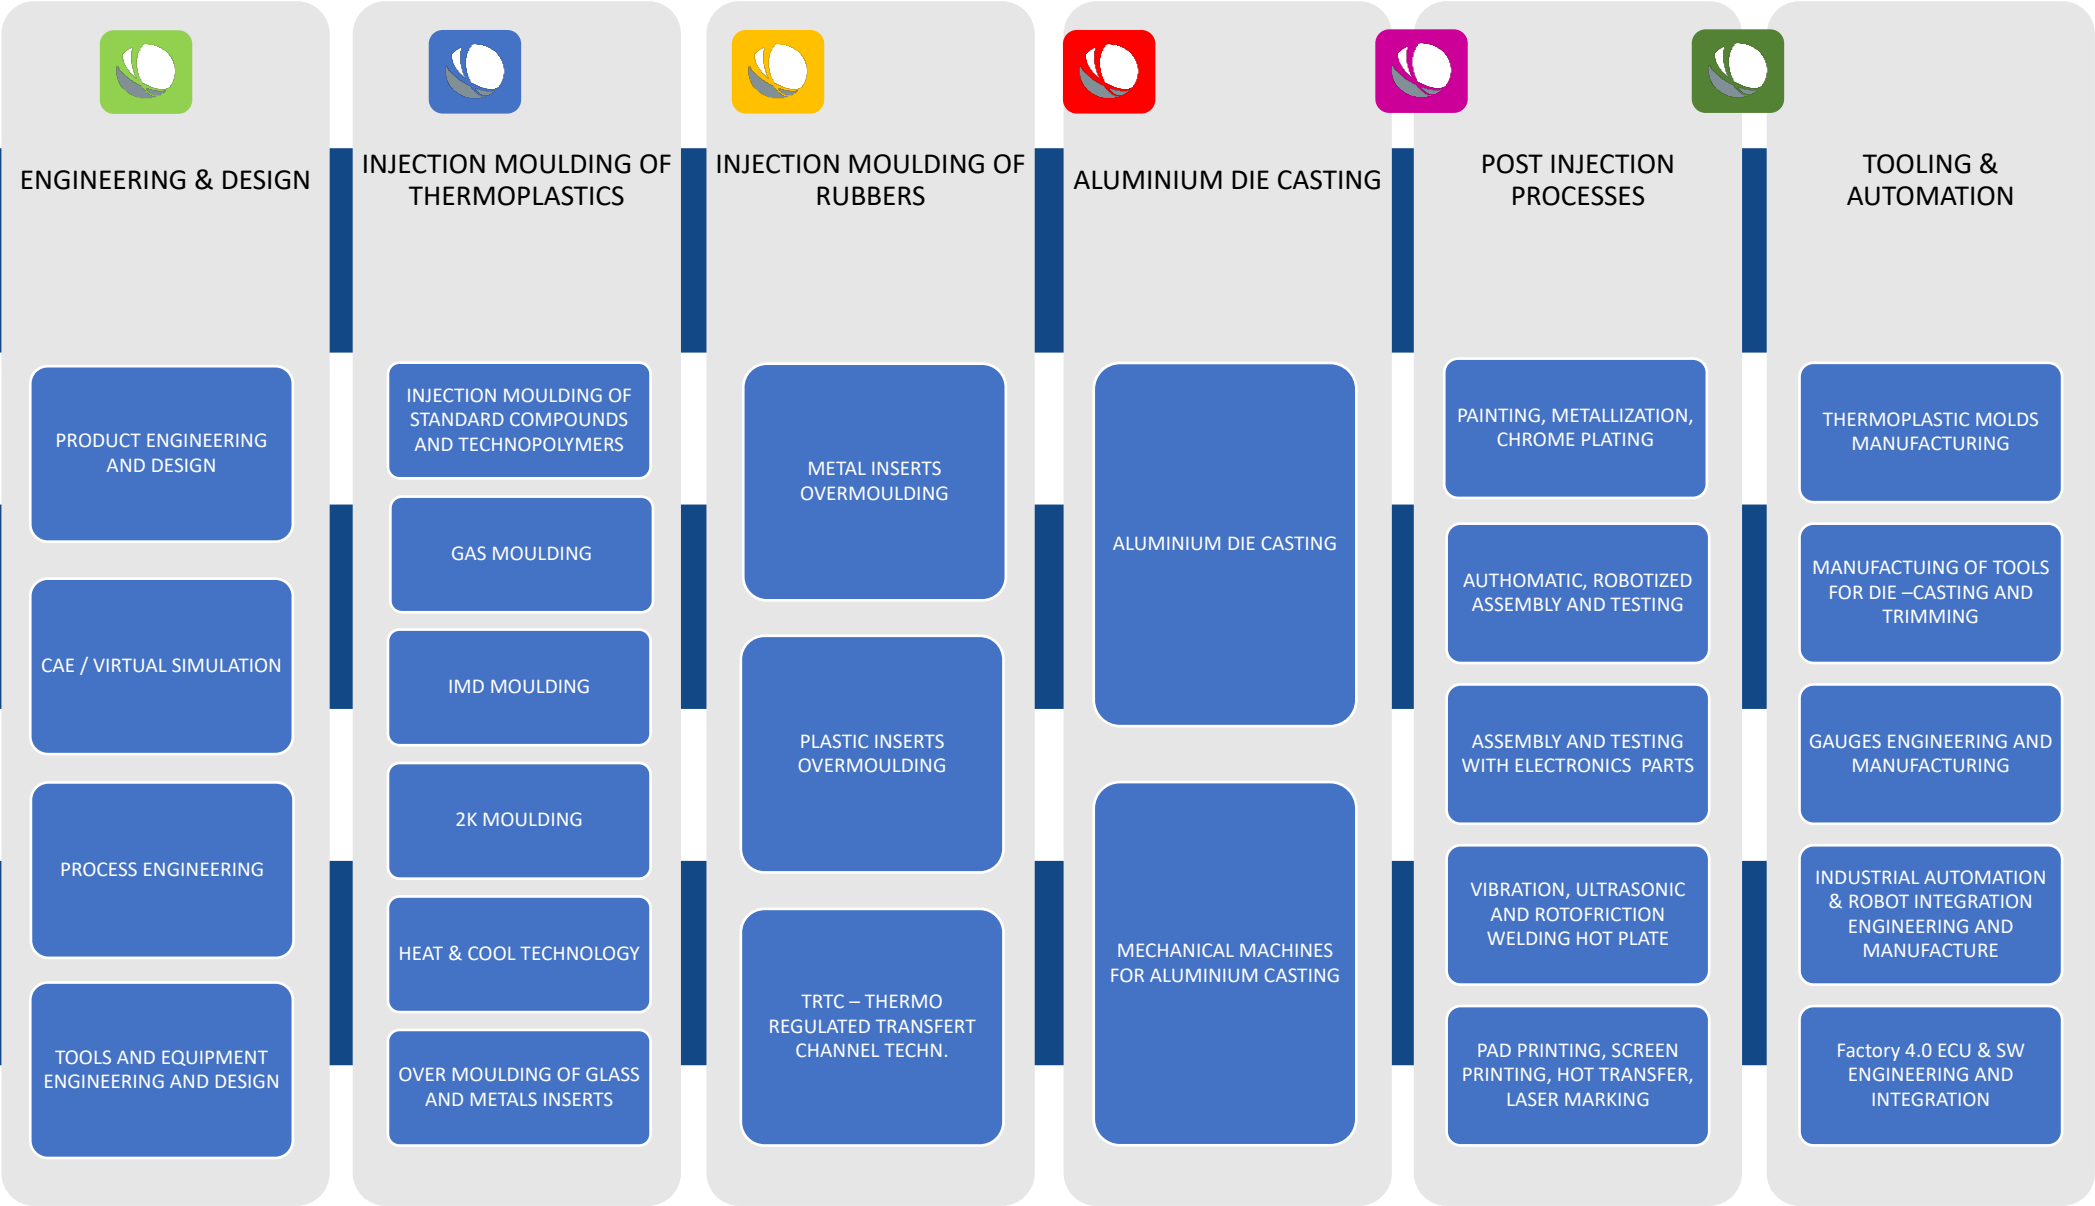 ENGINEERING & DESIGN
PRODUCT ENGINEERING
AND DESIGN
CAE / VIRTUAL SIMULATION
PROCESS ENGINEERING
TOOLS AND EQUIPMENT
ENGINEERING AND DESIGN
INJECTION MOULDING OF
THERMOPLASTICS
INJECTION MOULDING OF
STANDARD COMPOUNDS
AND TECHNOPOLYMERS
GAS MOULDING
IMD MOULDING
2K MOULDING
HEAT & COOL TECHNOLOGY
OVER MOULDING OF GLASS
AND METALS INSERTS
INJECTION MOULDING OF
RUBBERS
METAL INSERTS
OVERMOULDING
PLASTIC INSERTS
OVERMOULDING
TRTC – THERMO
REGULATED TRANSFERT
CHANNEL TECHN.
ALUMINIUM DIE CASTING
ALUMINIUM DIE CASTING
MECHANICAL MACHINES
FOR ALUMINIUM CASTING
POST INJECTION
PROCESSES
PAINTING, METALLIZATION,
CHROME PLATING
AUTHOMATIC, ROBOTIZED
ASSEMBLY AND TESTING
ASSEMBLY AND TESTING
WITH ELECTRONICS  PARTS
VIBRATION, ULTRASONIC
AND ROTOFRICTION
WELDING HOT PLATE
PAD PRINTING, SCREEN
PRINTING, HOT TRANSFER,
LASER MARKING
TOOLING &
AUTOMATION
THERMOPLASTIC MOLDS
MANUFACTURING
MANUFACTUING OF TOOLS
FOR DIE –CASTING AND
TRIMMING
GAUGES ENGINEERING AND
MANUFACTURING
INDUSTRIAL AUTOMATION
& ROBOT INTEGRATION
ENGINEERING AND
MANUFACTURE
Factory 4.0 ECU & SW
ENGINEERING AND
INTEGRATION